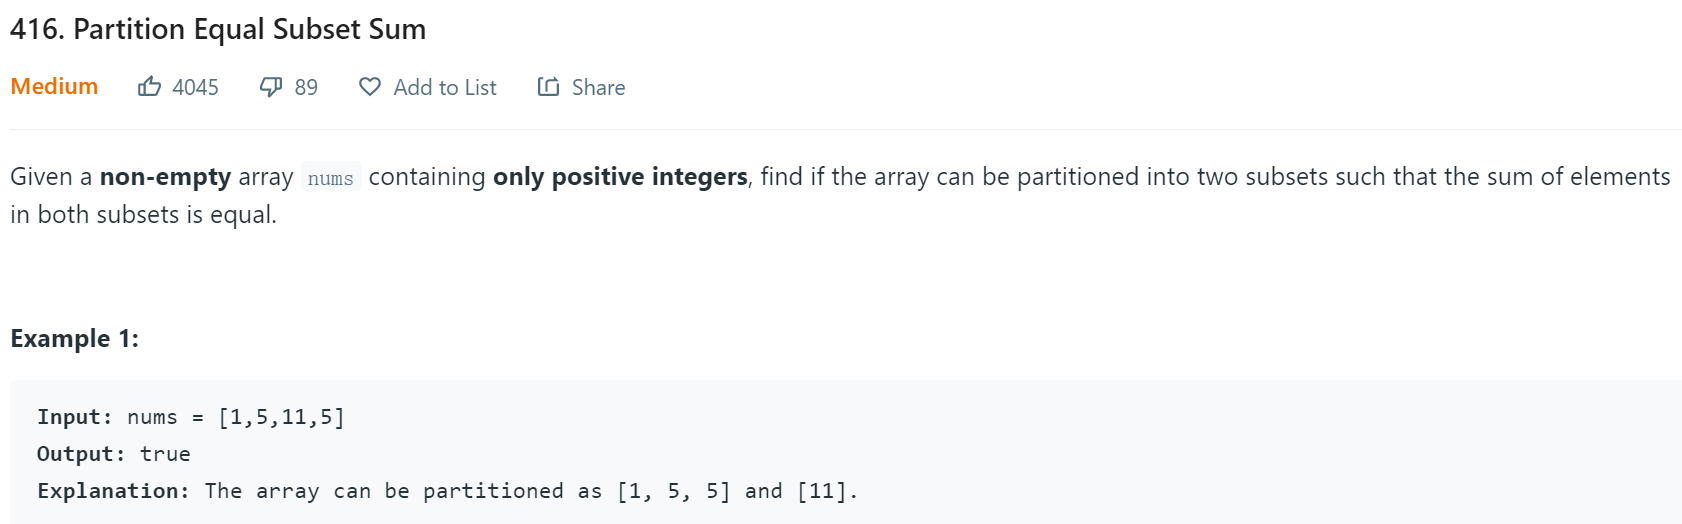 416. Partition Equal Subset Sum
Medium 4045 89 Add to List Share
Given a non-empty array nums containing only positive integers, find if the array can be partitioned into two subsets such that the sum of elements
in both subsets is equal.
Example 1:
Input: nums = [1,5,11,5]
Output: true
Explanation: The array can be partitioned as [1, 5, 5] and [11].